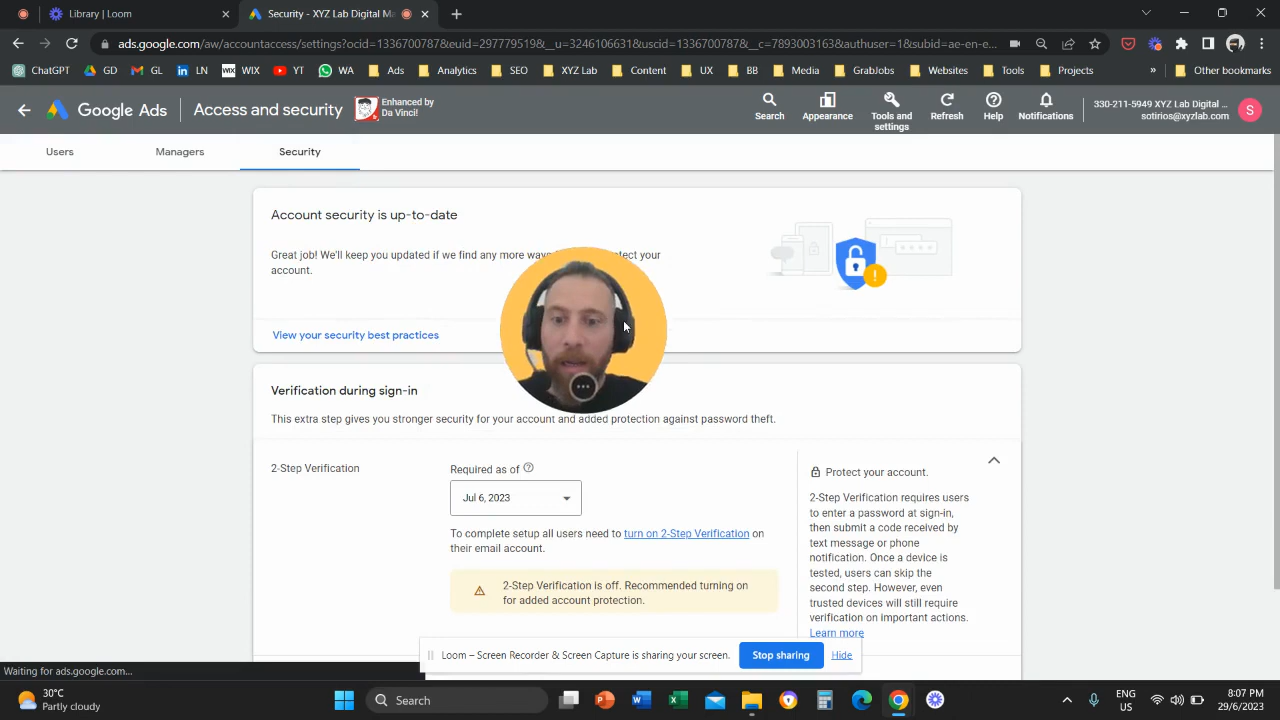 Library | Loom
Security - XYZ Lab Digital Ma
ads.google.com/aw/accountaccess/settings?ocid=13367007878&euid=297779519&__u=3246106631&uscid=13367007878&__c=7893003163&authuser=1&subid=ae-en-e...
ChatGPT GD GL LN WIX WIX YT WA Ads Analytics SEO XYZ Lab Content UX BB Media GrabJobs Websites Tools Projects » Other bookmarks
Google Ads
Access and security
Enhanced by
Da Vinci!
Search
Appearance
Tools and
settings
Refresh
Help
Notifications
330-211-5949 XYZ Lab Digital ...
sotirios@xyzlab.com
S
Users
Managers
Security
Account security is up-to-date
Great job! We'll keep you updated if we find any more way
tect your
account.
View your security best practices
Verification during sign-in
This extra step gives you stronger security for your account and added protection against password theft.
2-Step Verification
Required as of
Jul 6, 2023
To complete setup all users need to turn on 2-Step Verification on
their email account.
2-Step Verification is off. Recommended turning on
for added account protection.
Protect your account.
2-Step Verification requires users
to enter a password at sign-in,
then submit a code received by
text message or phone
notification. Once a device is
tested, users can skip the
second step. However, even
trusted devices will still require
verification on important actions.
Learn more
Loom – Screen Recorder & Screen Capture is sharing your screen.
Stop sharing
Hide
Waiting for ads.google.com...
30°C
Partly cloudy
Search
ENG
US
8:07 PM
29/6/2023